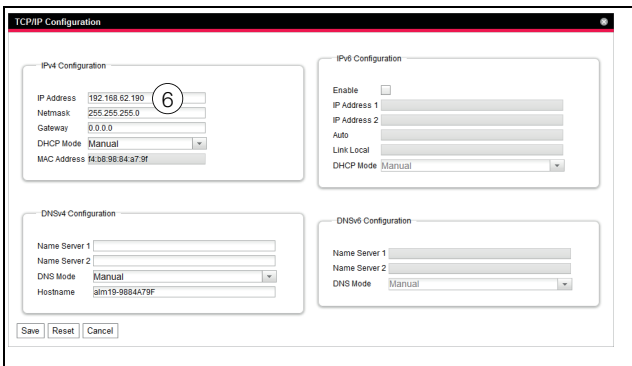 TCP/IP Configuration
IPv4 Configuration
IP Address 192.168.62.190
6
Netmask 255.255.255.0
Gateway 0.0.0.0
DHCP Mode Manual
MAC Address f4:b8:98:84:a7:9f
IPv6 Configuration
Enable
IP Address 1
IP Address 2
Auto
Link Local
DHCP Mode Manual
DNSv4 Configuration
Name Server 1
Name Server 2
DNS Mode Manual
Hostname alm19-9884A79F
DNSv6 Configuration
Name Server 1
Name Server 2
DNS Mode Manual
Save Reset Cancel